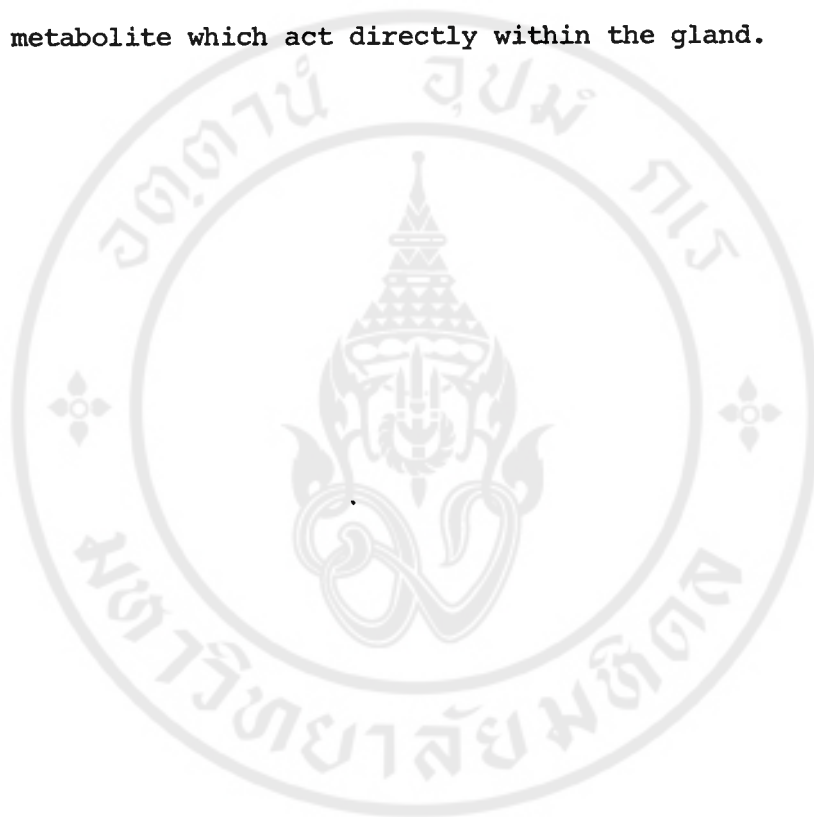 metabolite which act directly within the gland.
อตฺตานํ อุปมํ กเร
มหาวิทยาลัยมหิดล